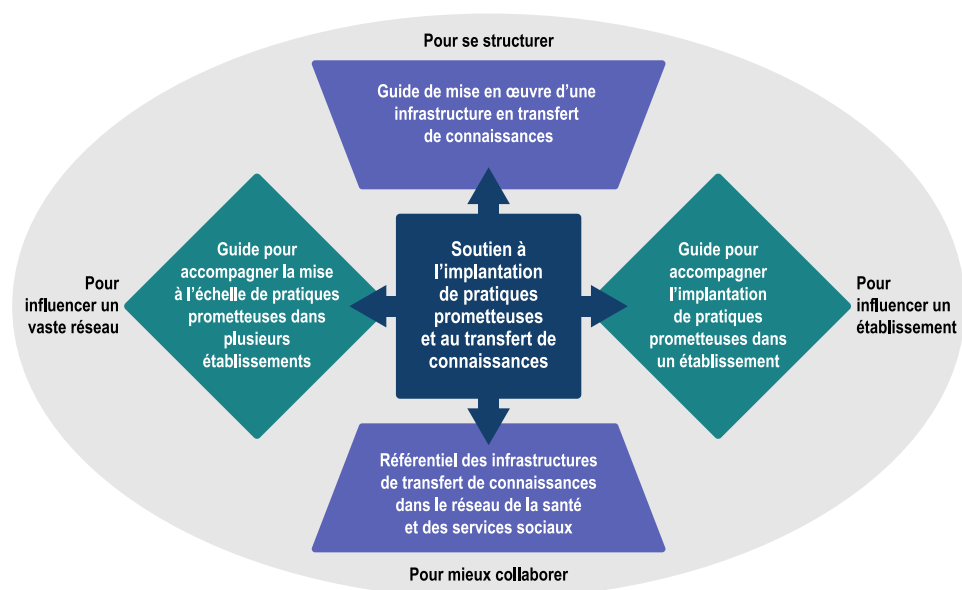 Pour se structurer
Guide de mise en œuvre d’une
infrastructure en transfert
de connaissances
Pour
influencer un
vaste réseau
Guide pour
accompagner la mise
à l’échelle de pratiques
prometteuses dans
plusieurs
établissements
Soutien à
l’implantation
de pratiques
prometteuses
et au transfert de
connaissances
Guide pour
accompagner
l’implantation
de pratiques
prometteuses dans
un établissement
Pour
influencer un
établissement
Référentiel des infrastructures
de transfert de connaissances
dans le réseau de la santé
et des services sociaux
Pour mieux collaborer